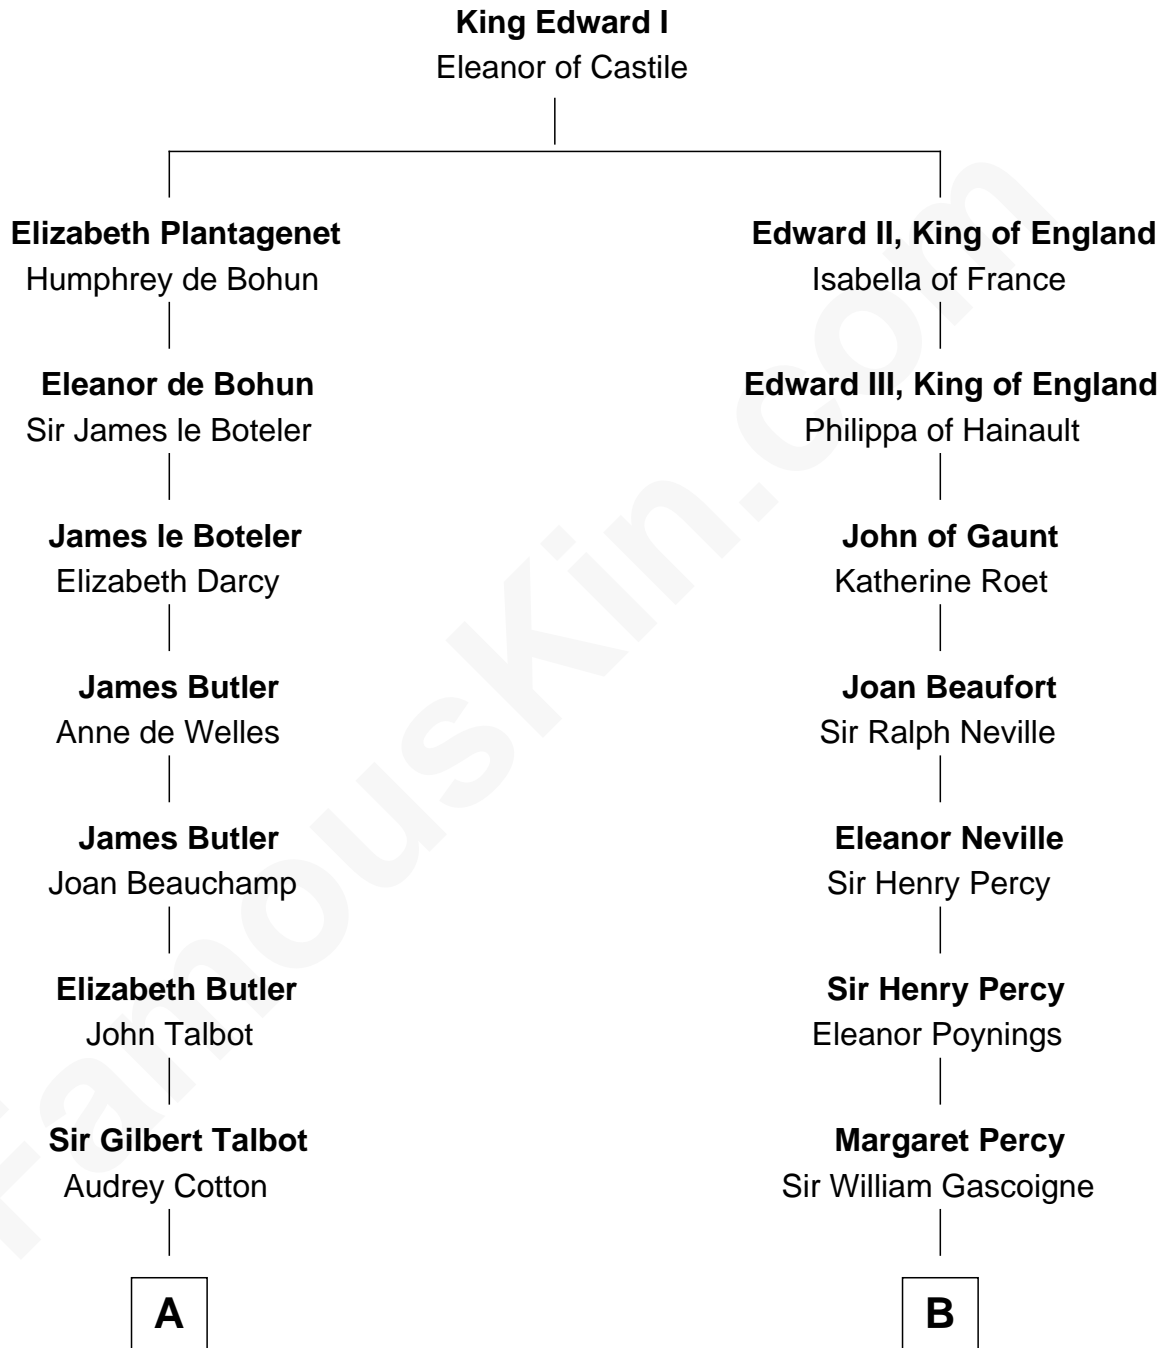 King Edward I
Eleanor of Castile
Elizabeth Plantagenet
Humphrey de Bohun
Edward II, King of England
Isabella of France
Eleanor de Bohun
Sir James le Boteler
Edward III, King of England
Philippa of Hainault
James le Boteler
Elizabeth Darcy
John of Gaunt
Katherine Roet
James Butler
Anne de Welles
Joan Beaufort
Sir Ralph Neville
James Butler
Joan Beauchamp
Eleanor Neville
Sir Henry Percy
Elizabeth Butler
John Talbot
Sir Henry Percy
Eleanor Poynings
Sir Gilbert Talbot
Audrey Cotton
Margaret Percy
Sir William Gascoigne
A
B
FamousKin.com